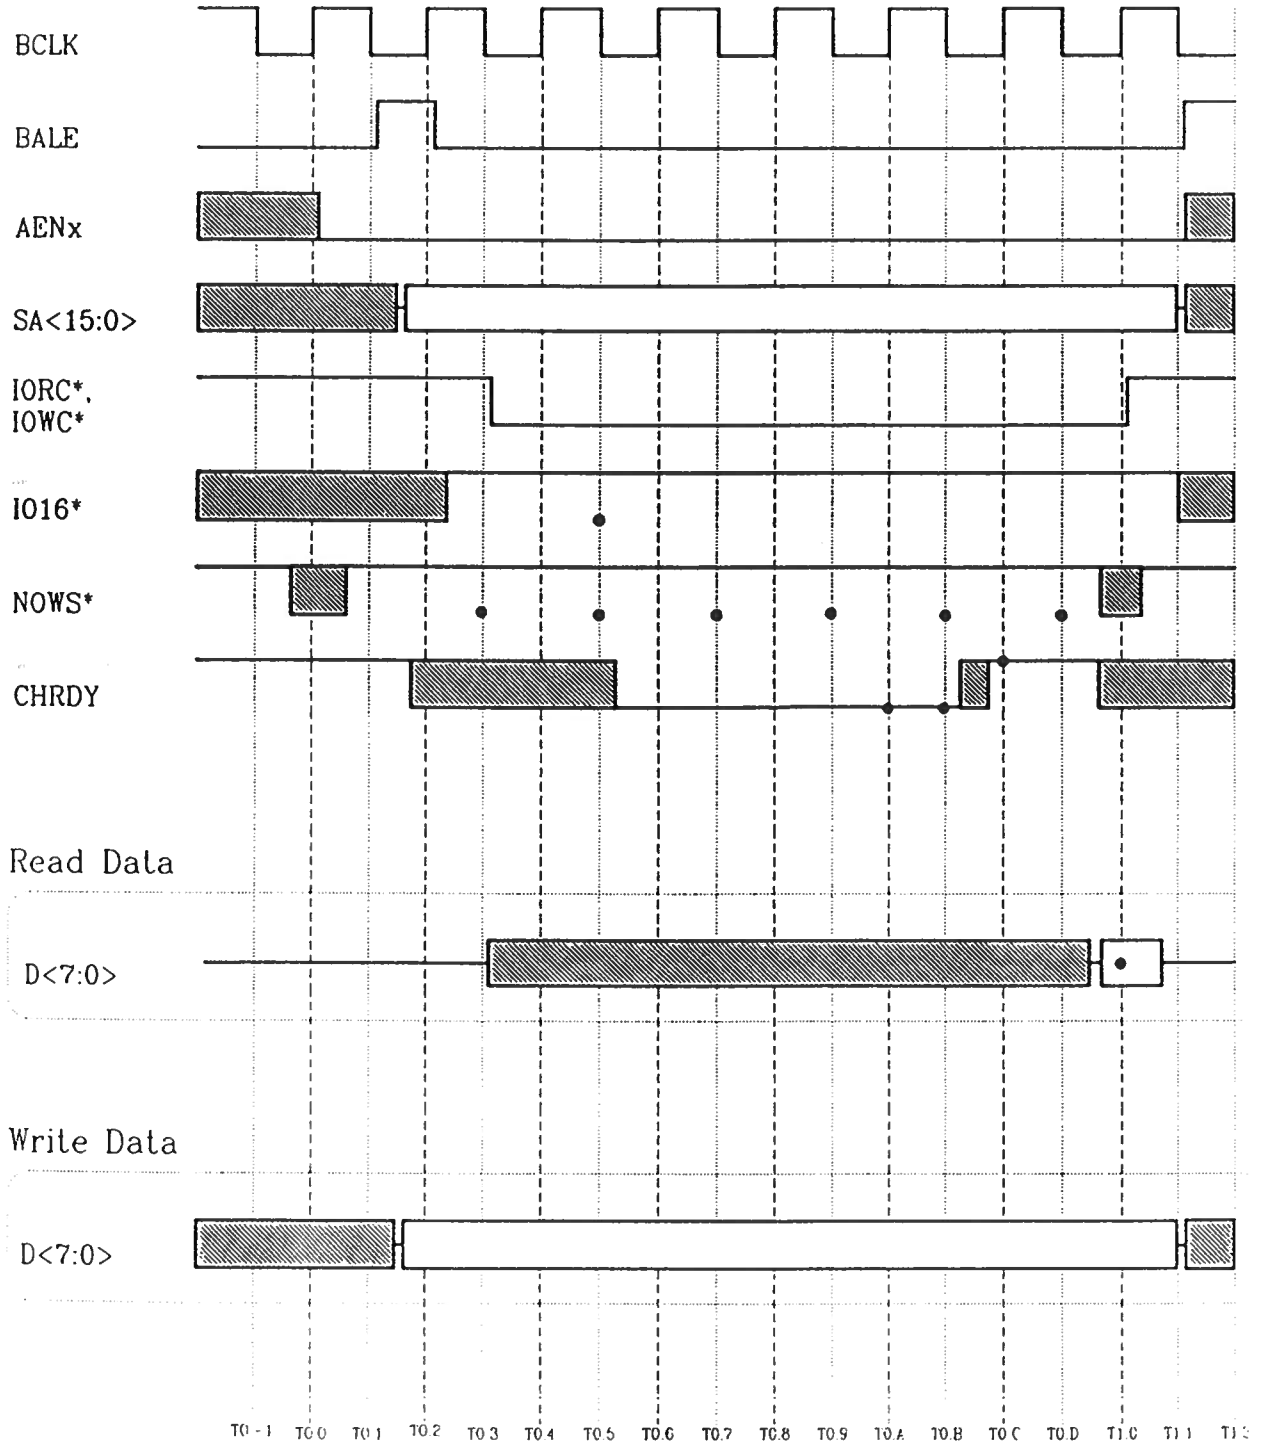 BCLK
BALE
AENx
SA<15:0>
IORC*,
IOWC*
IO16*
NOWS*
CHRDY
Read Data
D<7:0>
Write Data
D<7:0>
T0.-1 T0.0 T0.1 T0.2 T0.3 T0.4 T0.5 T0.6 T0.7 T0.8 T0.9 T0.A T0.B T0.C T0.D T1.0 T1.1